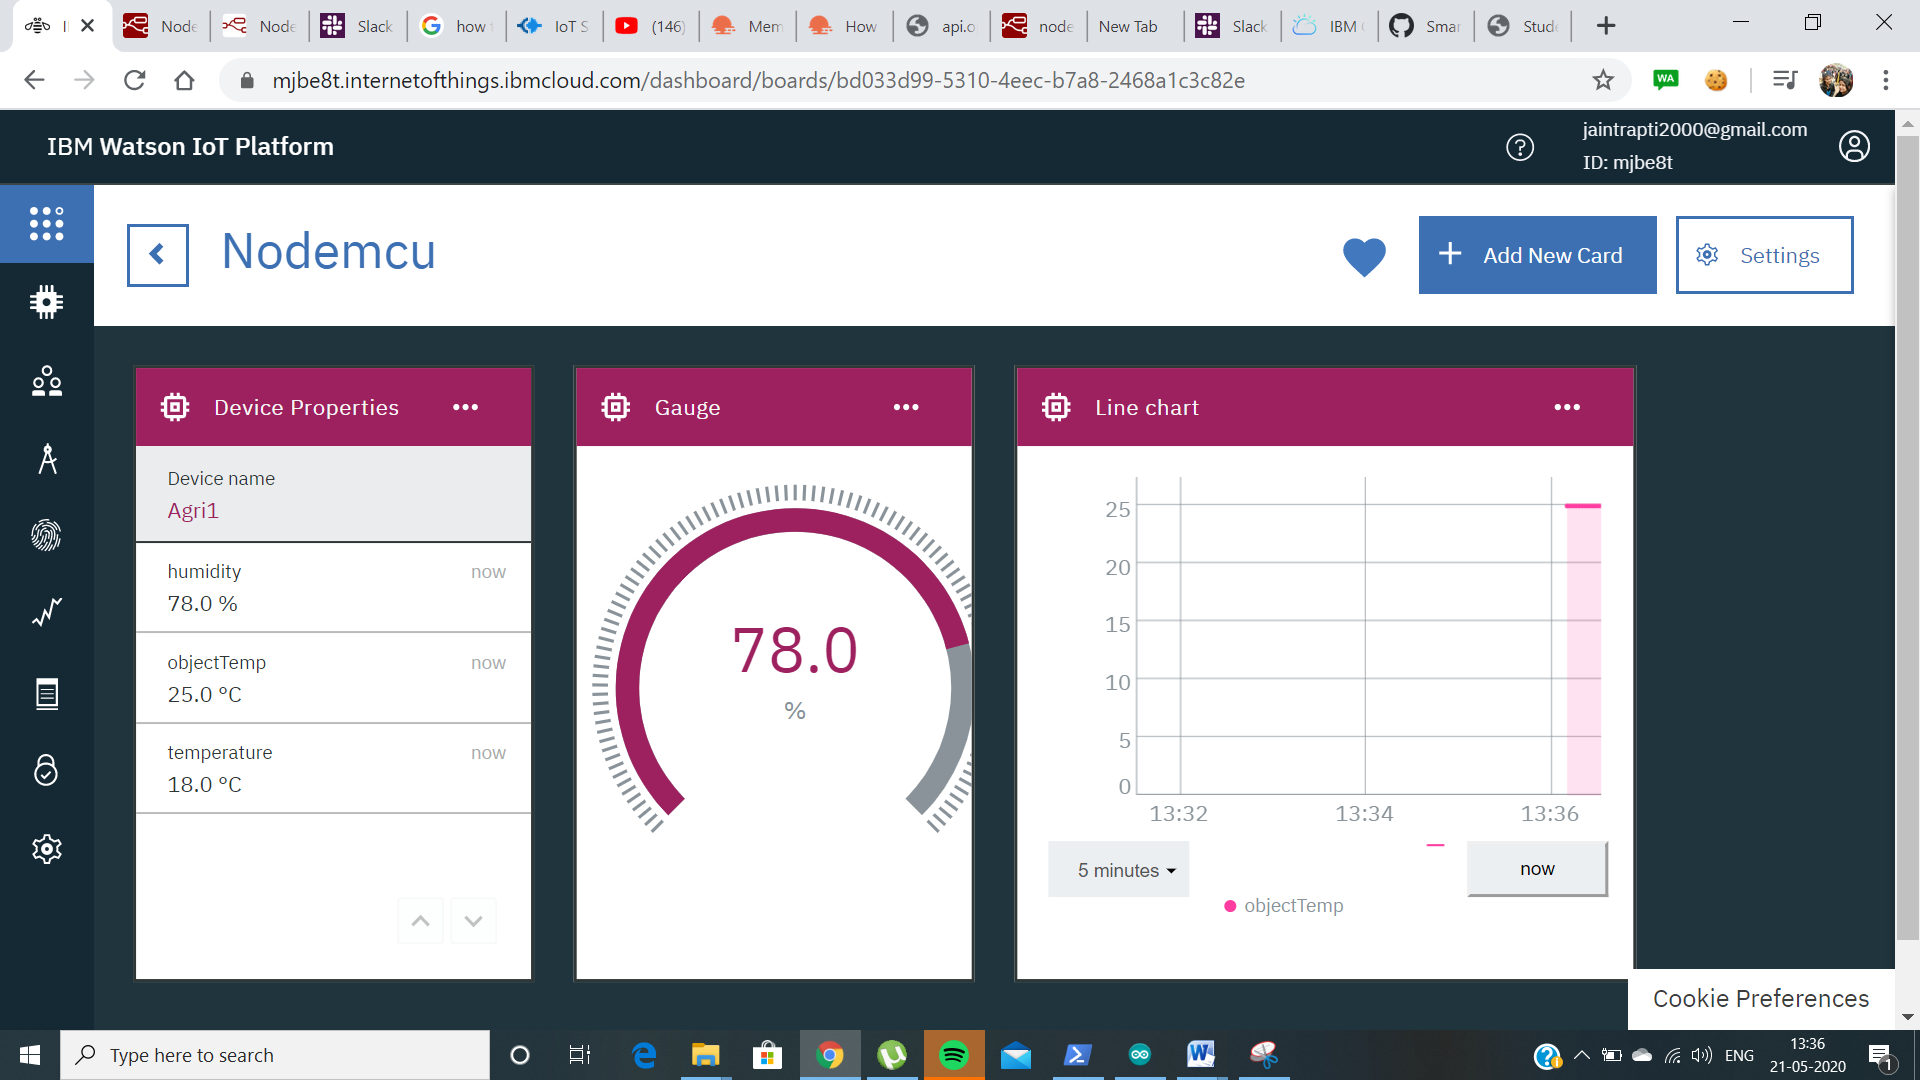 Node
Node
Slack
how
IoT S
(146)
Mem
How
api.o
node
New Tab
Slack
IBM
Smar
Stud
mjbe8t.internetofthings.ibmcloud.com/dashboard/boards/bd033d99-5310-4eec-b7a8-2468a1c3c82e
WA
IBM Watson IoT Platform
jaintrapti2000@gmail.com
ID: mjbe8t
Nodemcu
Add New Card
Settings
Device Properties
Device name
Agri1
humidity now
78.0 %
objectTemp now
25.0 °C
temperature now
18.0 °C
Gauge
78.0
%
Line chart
25
20
15
10
5
0
13:32 13:34 13:36
5 minutes
now
objectTemp
Cookie Preferences
Type here to search
ENG
13:36
21-05-2020
1